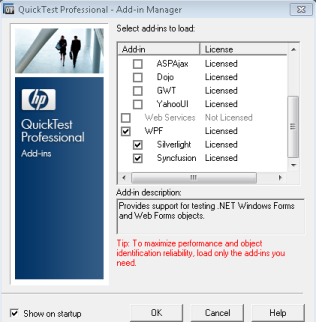 QuickTest Professional - Add-in Manager
Select add-ins to load:
Add-in License
ASPAjax Licensed
Dojo Licensed
GWT Licensed
YahooUI Licensed
Web Services Not Licensed
WPF Licensed
Silverlight Licensed
Syncfusion Licensed
hp
QuickTest
Professional
Add-ins
Add-in description:
Provides support for testing .NET Windows Forms
and Web Forms objects.
Tip: To maximize performance and object
identification reliability, load only the add-ins you
need.
Show on startup
OK Cancel Help